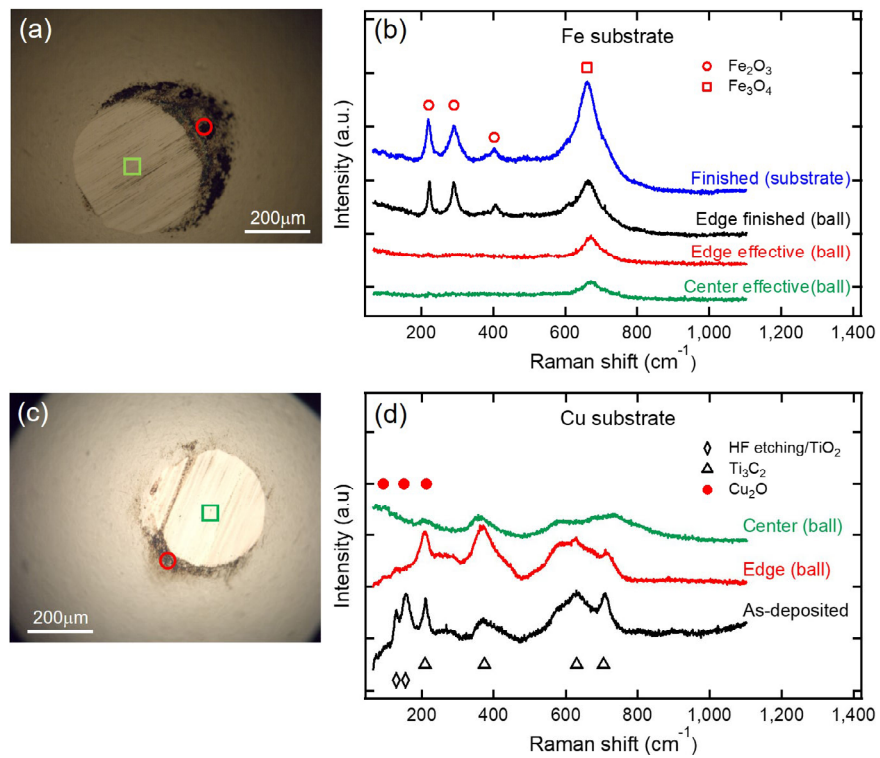 (a)
200μm
(b)
Fe substrate
Fe₂O₃
Fe₃O₄
Finished (substrate)
Edge finished (ball)
Edge effective (ball)
Center effective(ball)
Intensity (a.u.)
200 400 600 800 1,000 1,200 1,400
Raman shift (cm⁻¹)
(c)
200μm
(d)
Cu substrate
HF etching/TiO₂
Ti₃C₂
Cu₂O
Center (ball)
Edge (ball)
As-deposited
Intensity (a.u)
200 400 600 800 1,000 1,200 1,400
Raman shift (cm⁻¹)